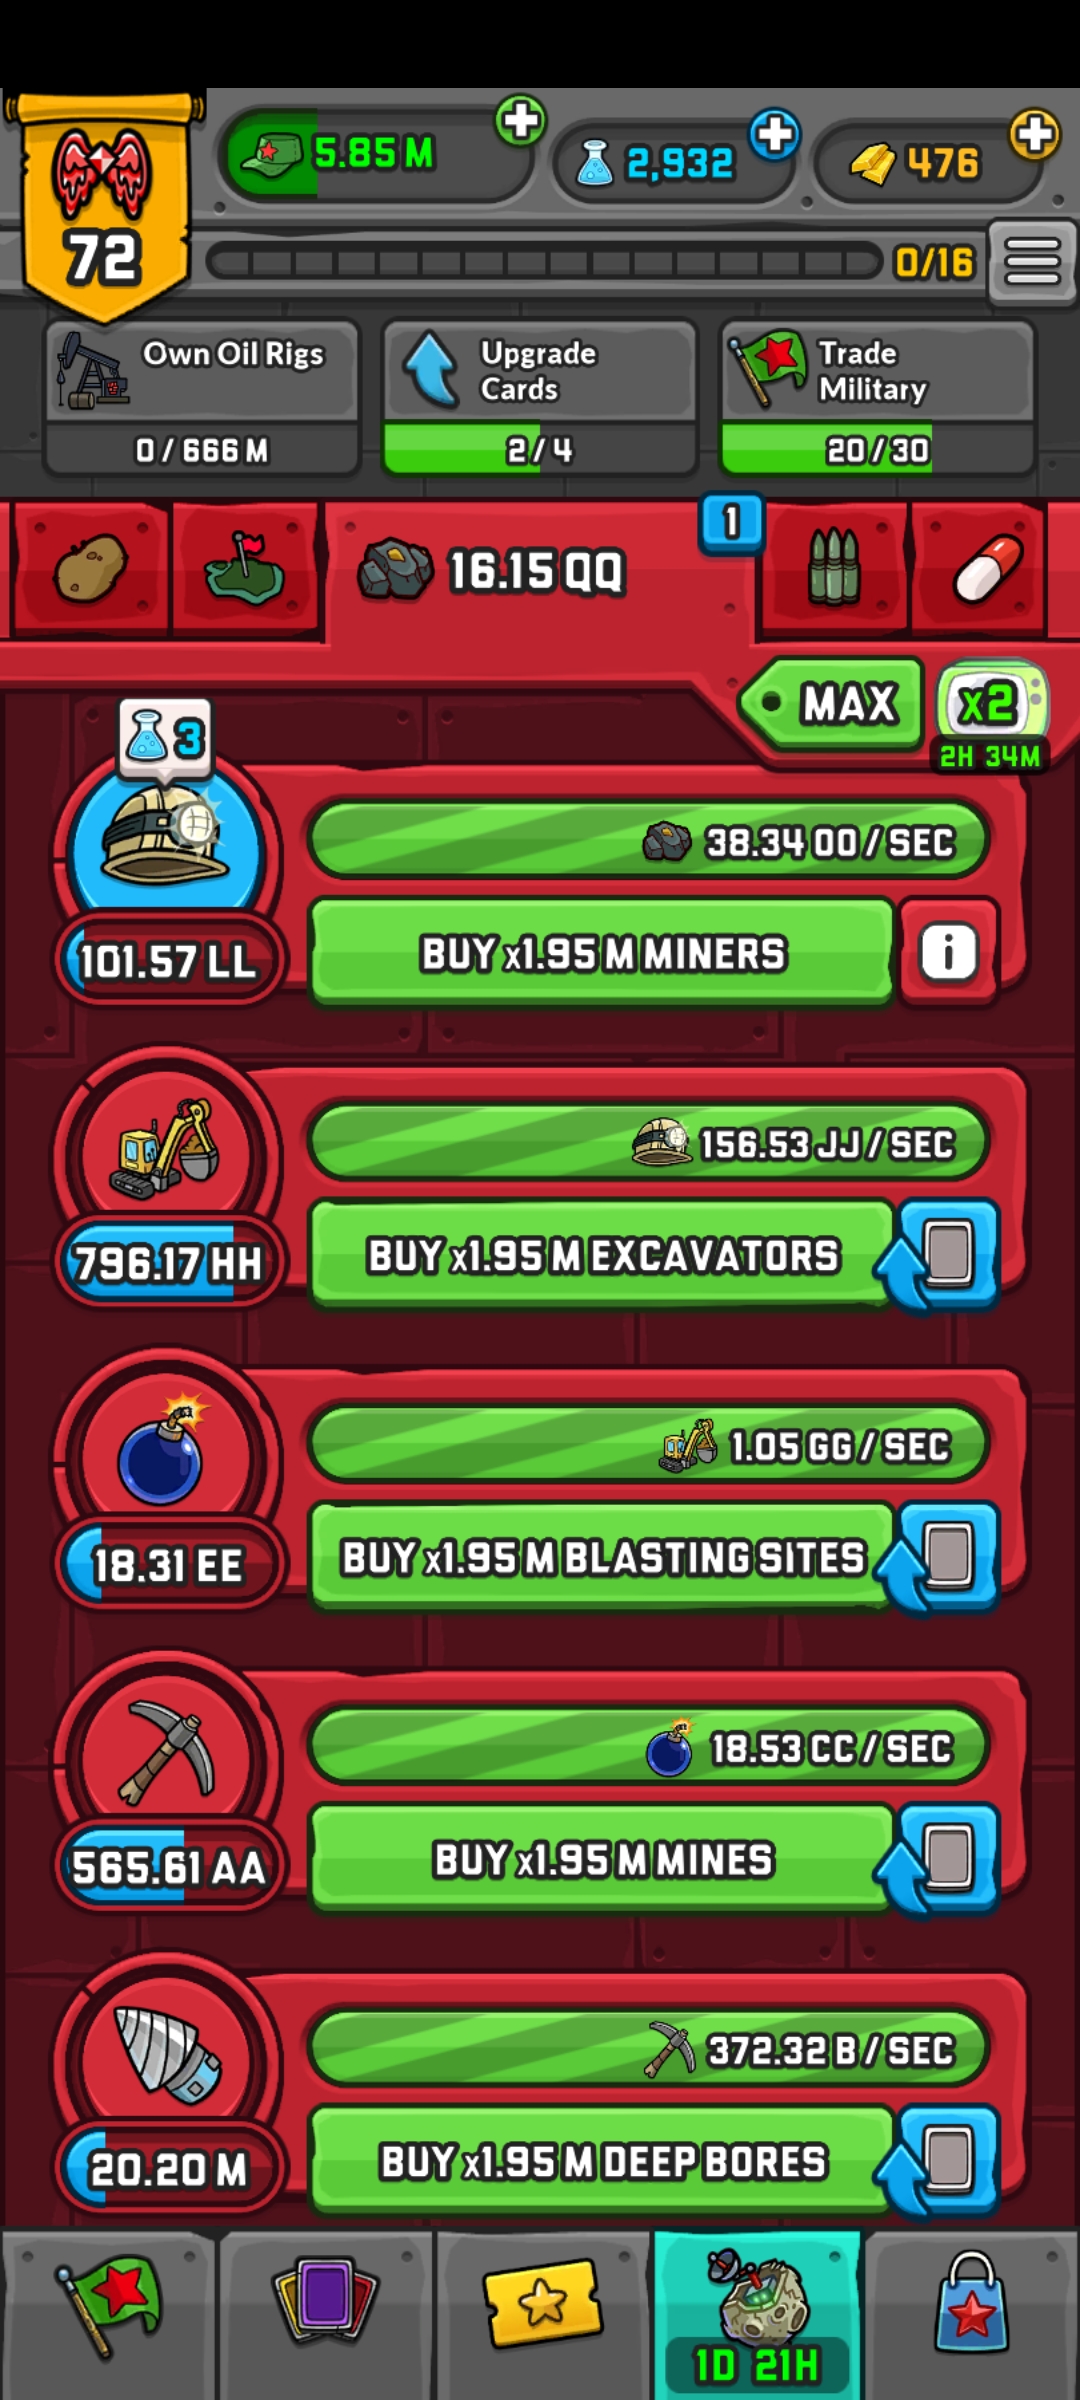 5.85 M
2,932
476
72
0/16
Own Oil Rigs
0 / 666 M
Upgrade
Cards
2 / 4
Trade
Military
20 / 30
16.15 QQ
1
MAX
x2
2H 34M
3
38.34 OO / SEC
101.57 LL
BUY x1.95 M MINERS
i
156.53 JJ / SEC
796.17 HH
BUY x1.95 M EXCAVATORS
1.05 GG / SEC
18.31 EE
BUY x1.95 M BLASTING SITES
18.53 CC / SEC
565.61 AA
BUY x1.95 M MINES
372.32 B / SEC
20.20 M
BUY x1.95 M DEEP BORES
1D 21H